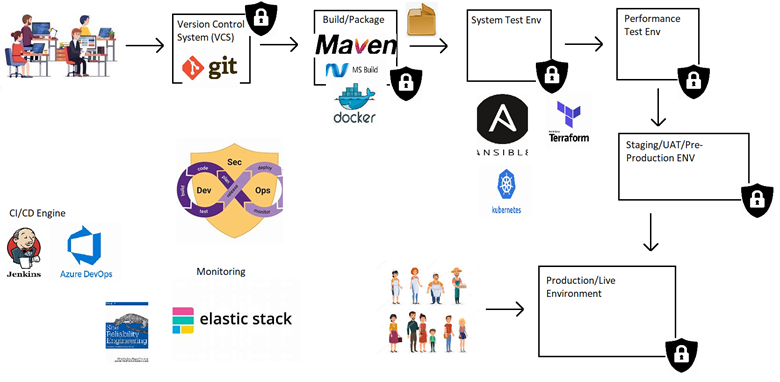 Version Control
System (VCS)
git
Build/Package
Maven
MS Build
docker
System Test Env
Performance
Test Env
ANSIBLE
Terraform
kubernetes
Staging/UAT/Pre-
Production ENV
Sec
Dev
Ops
code
plan
build
test
release
deploy
monitor
CI/CD Engine
Jenkins
Azure DevOps
Monitoring
Site
Reliability
Engineering
elastic stack
Production/Live
Environment